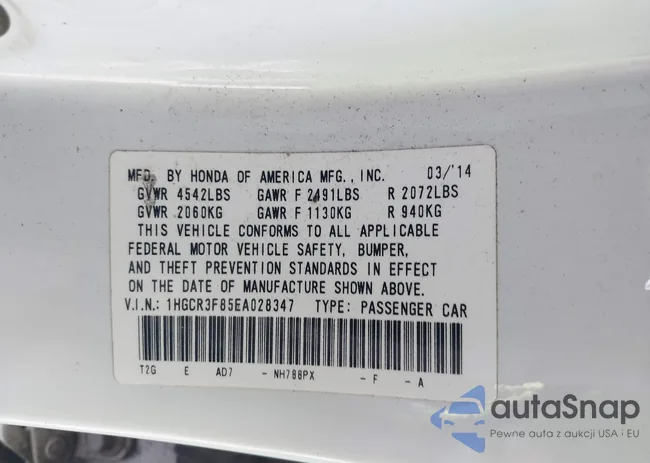 MFD. BY HONDA OF AMERICA MFG., INC. 03/'14
GVWR 4542LBS GAWR F 2491LBS R 2072LBS
GVWR 2060KG GAWR F 1130KG R 940KG
THIS VEHICLE CONFORMS TO ALL APPLICABLE
FEDERAL MOTOR VEHICLE SAFETY, BUMPER,
AND THEFT PREVENTION STANDARDS IN EFFECT
ON THE DATE OF MANUFACTURE SHOWN ABOVE.
V.I.N.: 1HGCR3F85EA028347 TYPE: PASSENGER CAR
T2G E AD7 - NH788PX - F - A
autaSnap
autaSnap
Pewne auta z aukcji USA i EU